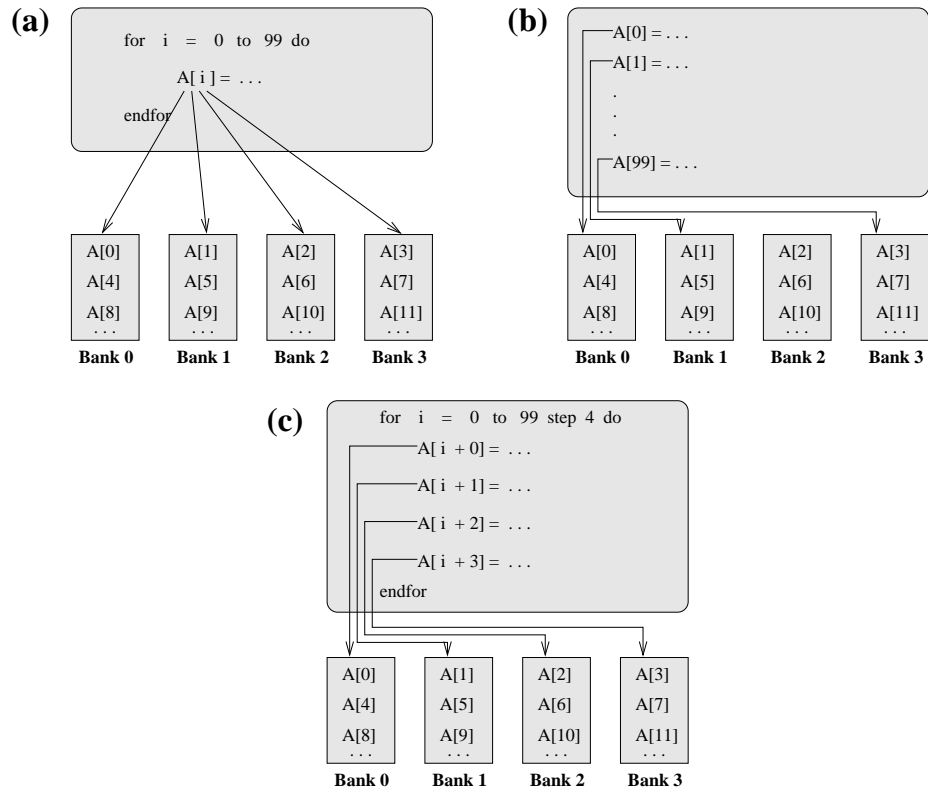 (a)
for i = 0 to 99 do
A[ i ] = . . .
endfor
A[0] A[1] A[2] A[3]
A[4] A[5] A[6] A[7]
A[8] A[9] A[10] A[11]
. . . . . . . . . . . .
Bank 0 Bank 1 Bank 2 Bank 3
(b)
A[0] = . . .
A[1] = . . .
.
.
.
A[99] = . . .
A[0] A[1] A[2] A[3]
A[4] A[5] A[6] A[7]
A[8] A[9] A[10] A[11]
. . . . . . . . . . . .
Bank 0 Bank 1 Bank 2 Bank 3
(c)
for i = 0 to 99 step 4 do
A[ i + 0] = . . .
A[ i + 1] = . . .
A[ i + 2] = . . .
A[ i + 3] = . . .
endfor
A[0] A[1] A[2] A[3]
A[4] A[5] A[6] A[7]
A[8] A[9] A[10] A[11]
. . . . . . . . . . . .
Bank 0 Bank 1 Bank 2 Bank 3